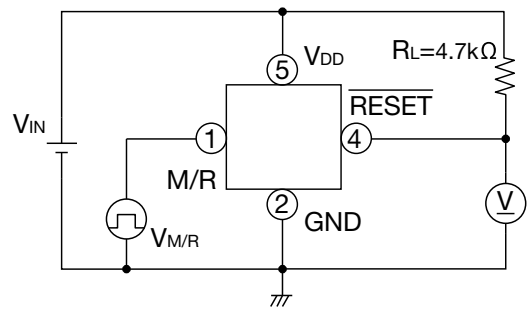 VDD
RL=4.7kΩ
5
RESET
VIN
1
4
M/R
2
GND
VM/R
V